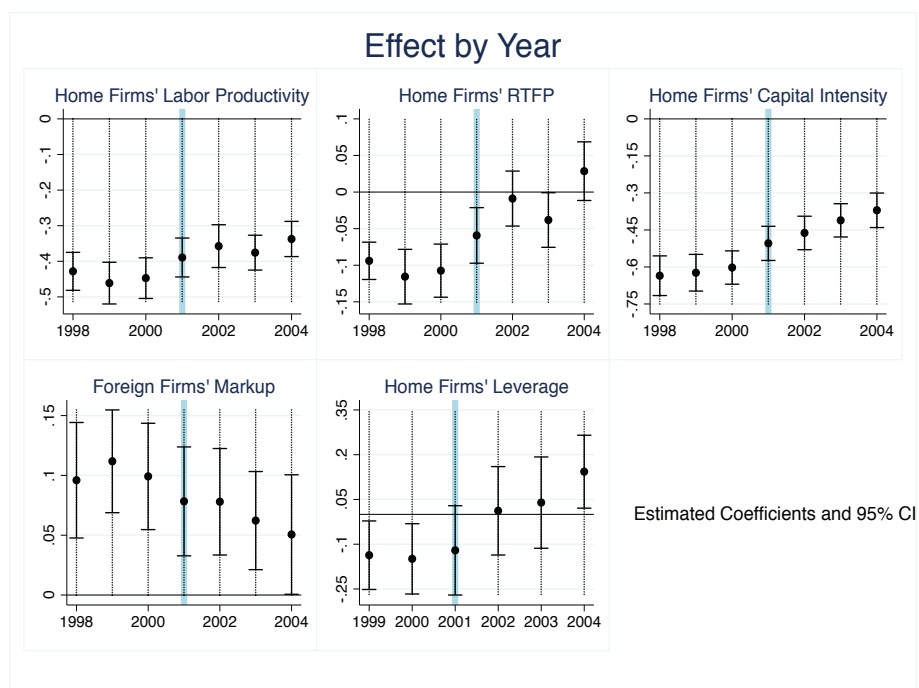 Effect by Year
Home Firms' Labor Productivity
0
-.1
-.2
-.3
-.4
-.5
1998 2000 2002 2004
Home Firms' RTFP
.1
.05
0
-.05
-.1
-.15
1998 2000 2002 2004
Home Firms' Capital Intensity
0
-.15
-.3
-.45
-.6
-.75
1998 2000 2002 2004
Foreign Firms' Markup
.15
.1
.05
0
1998 2000 2002 2004
Home Firms' Leverage
.35
.2
.05
-.1
-.25
1999 2000 2001 2002 2003 2004
Estimated Coefficients and 95% CI